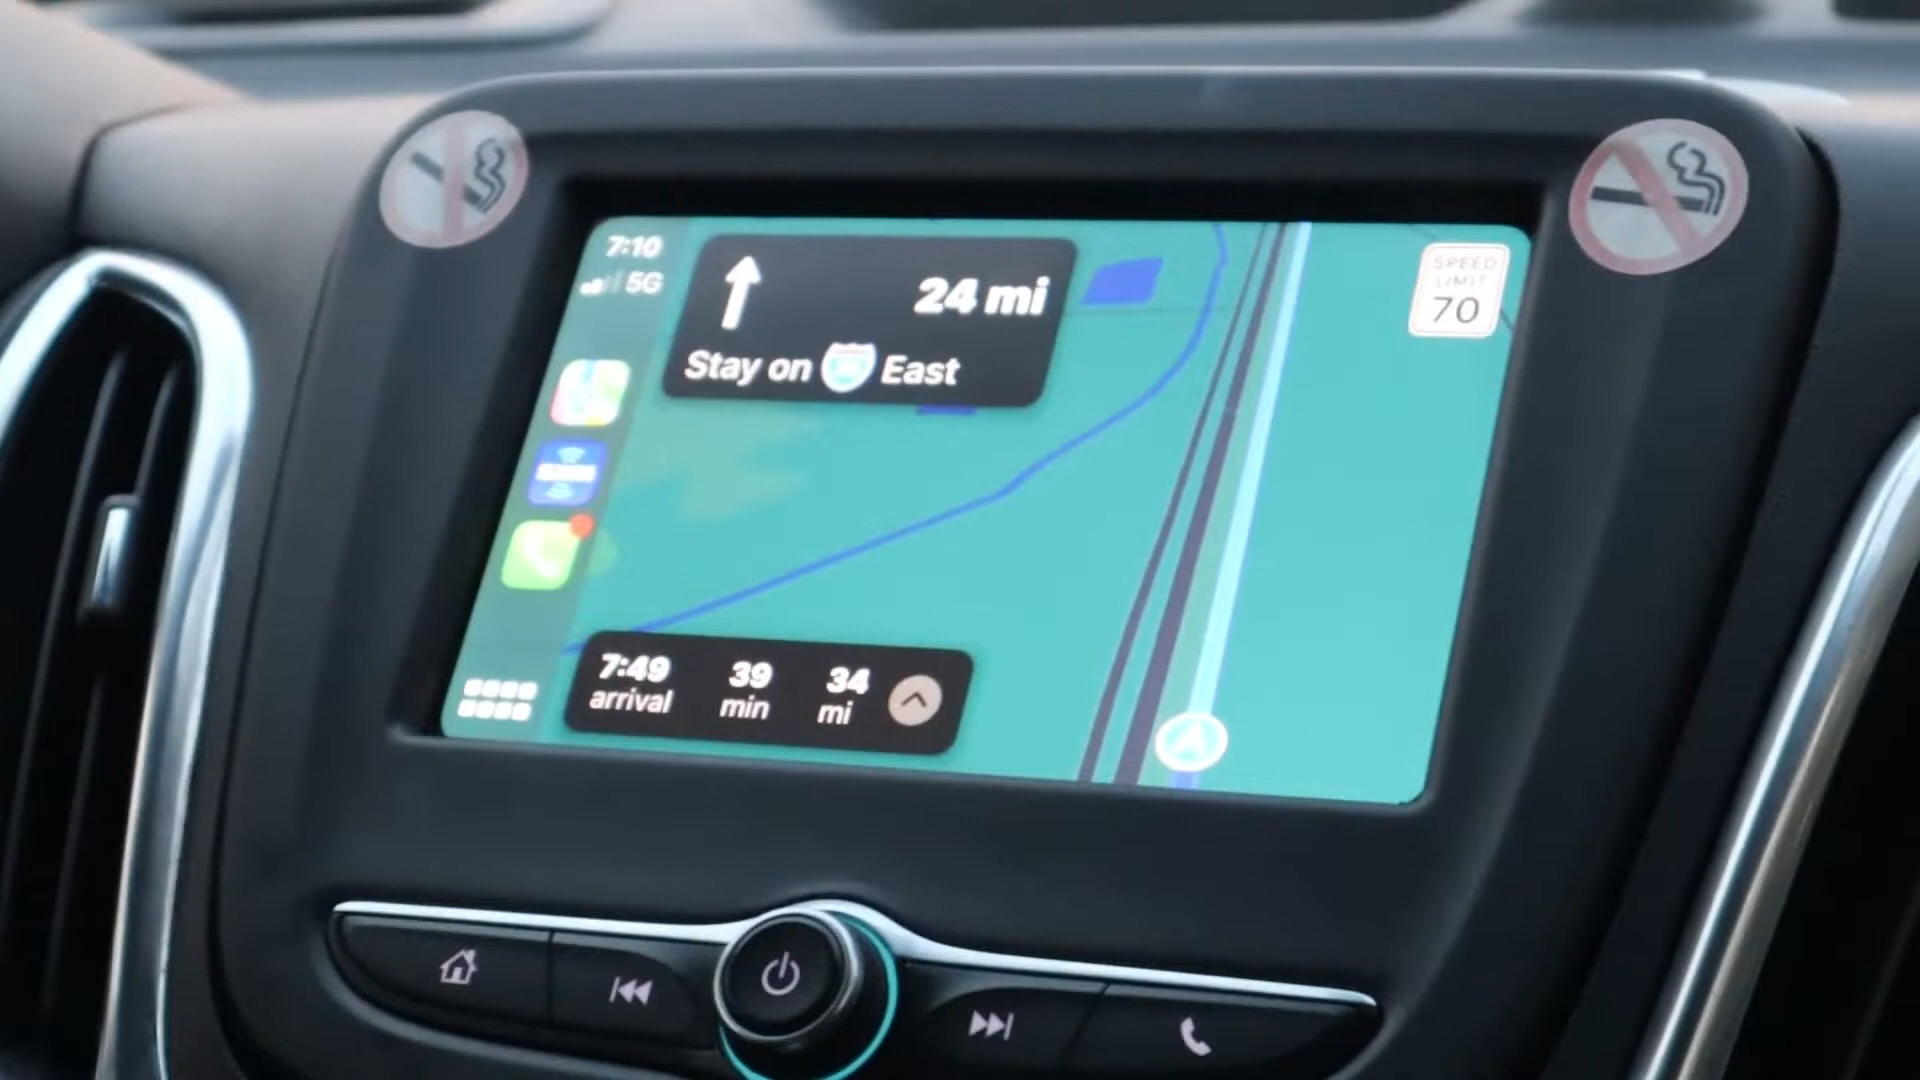 7:10
5G
24 mi
Stay on East
SPEED
LIMIT
70
7:49 39 34
arrival min mi